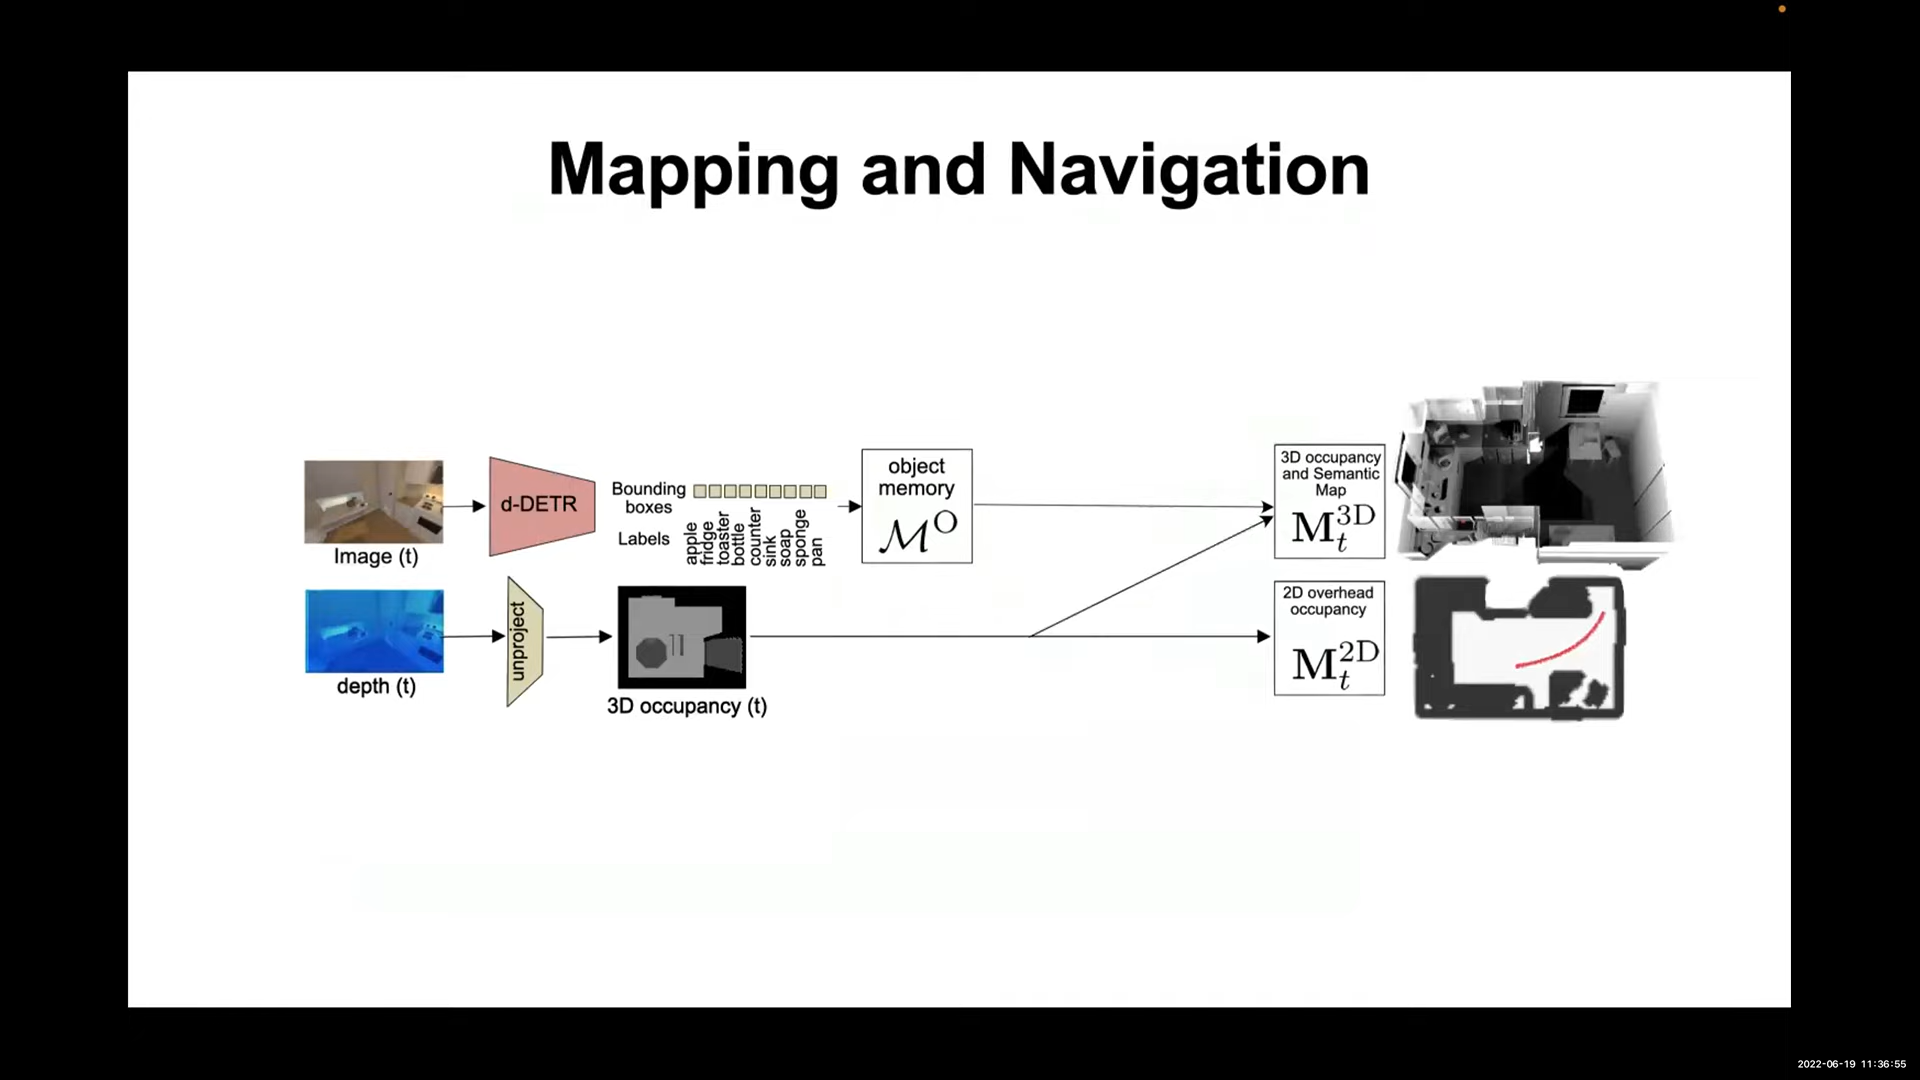 Mapping and Navigation
Image (t)
d-DETR
Bounding
boxes
Labels
apple
fridge
toaster
bottle
counter
sink
soap
sponge
pan
object
memory
ℳᴼ
3D occupancy
and Semantic
Map
M_t^3D
depth (t)
unproject
3D occupancy (t)
2D overhead
occupancy
M_t^2D
2022-06-19 11:36:55